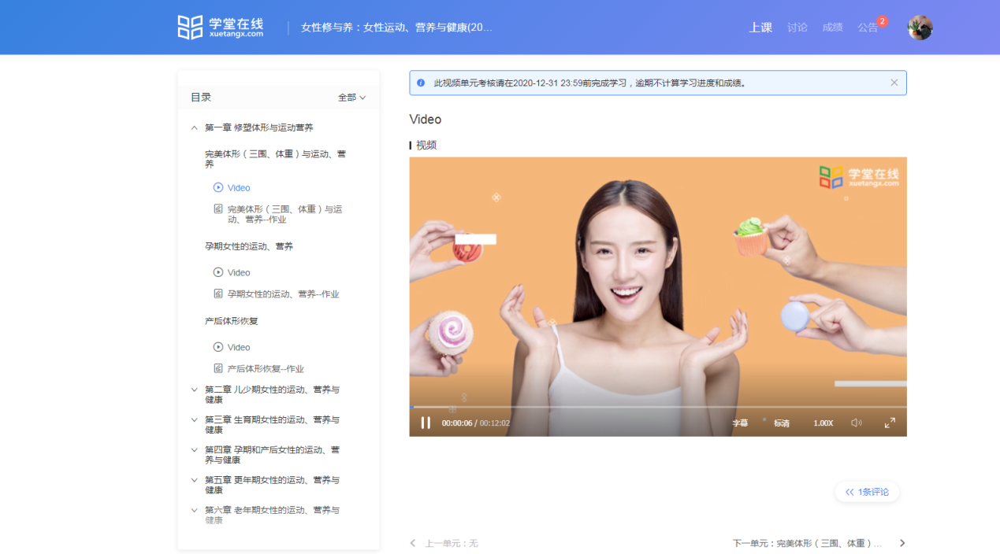 学堂在线
xuetangx.com
女性修与养：女性运动、营养与健康(20...
上课
讨论
成绩
公告
2
目录
全部
第一章 修塑体形与运动营养
完美体形（三围、体重）与运动、营
养
Video
完美体形（三围、体重）与运
动、营养--作业
孕期女性的运动、营养
Video
孕期女性的运动、营养--作业
产后体形恢复
Video
产后体形恢复--作业
第二章 儿少期女性的运动、营养与
健康
第三章 生育期女性的运动、营养与
健康
第四章 孕期和产后女性的运动、营
养与健康
第五章 更年期女性的运动、营养与
健康
第六章 老年期女性的运动、营养与
健康
此视频单元考核请在2020-12-31 23:59前完成学习，逾期不计算学习进度和成绩。
Video
视频
学堂在线
xuetangx.com
00:00:06 / 00:12:02
字幕
标清
1.00X
1条评论
上一单元：无
下一单元：完美体形（三围、体重）...